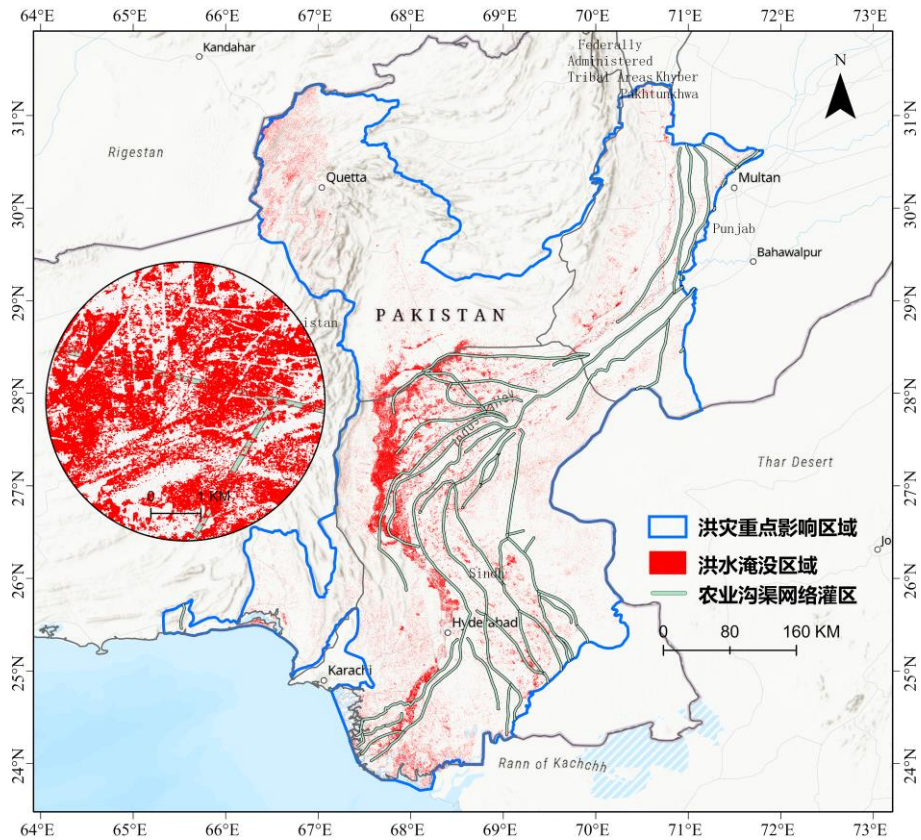 64°E 65°E 66°E 67°E 68°E 69°E 70°E 71°E 72°E 73°E
Kandahar
Federally
Administered
Tribal Areas Khyber
Pakhtunkhwa
N
31°N
31°N
Rigestan
Quetta
Multan
30°N
30°N
Punjab
Bahawalpur
29°N
29°N
istan
PAKISTAN
28°N
28°N
Indus Valley
Thar Desert
27°N
27°N
0 1 KM
洪灾重点影响区域
Jo
洪水淹没区域
26°N
26°N
Sindh
农业沟渠网络灌区
Hyderabad
0 80 160 KM
25°N
25°N
Karachi
24°N
24°N
Rann of Kachchh
64°E 65°E 66°E 67°E 68°E 69°E 70°E 71°E 72°E 73°E